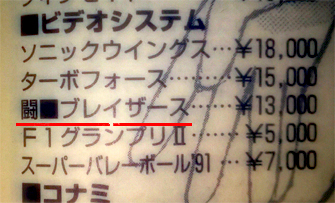 ■ビデオシステム
ソニックウイングス……¥18,000
ターボフォース……¥15,000
闘■ブレイザース……¥13,000
F1グランプリⅡ……¥5,000
スーパーバレーボール'91…¥7,000
■コナミ